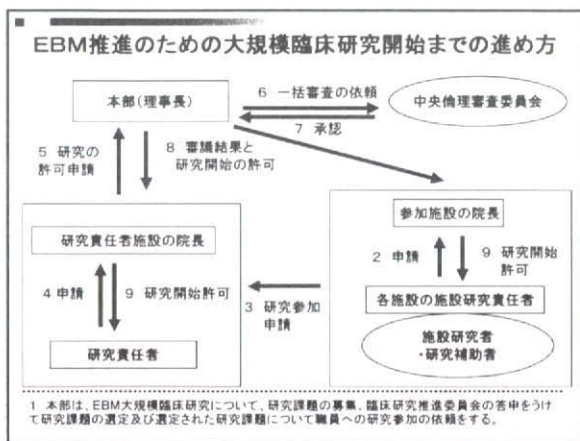 EBM推進のための大規模臨床研究開始までの進め方
本部（理事長）
6 一括審査の依頼
中央倫理審査委員会
7 承認
5 研究の
許可申請
8 審議結果と
研究開始の許可
参加施設の院長
研究責任者施設の院長
2 申請
9 研究開始
許可
4 申請
9 研究開始許可
3 研究参加
申請
各施設の施設研究責任者
研究責任者
施設研究者
・研究補助者
1 本部は、EBM大規模臨床研究について、研究課題の募集、臨床研究推進委員会の答申をうけ
て研究課題の選定及び選定された研究課題について職員への研究参加の依頼をする。